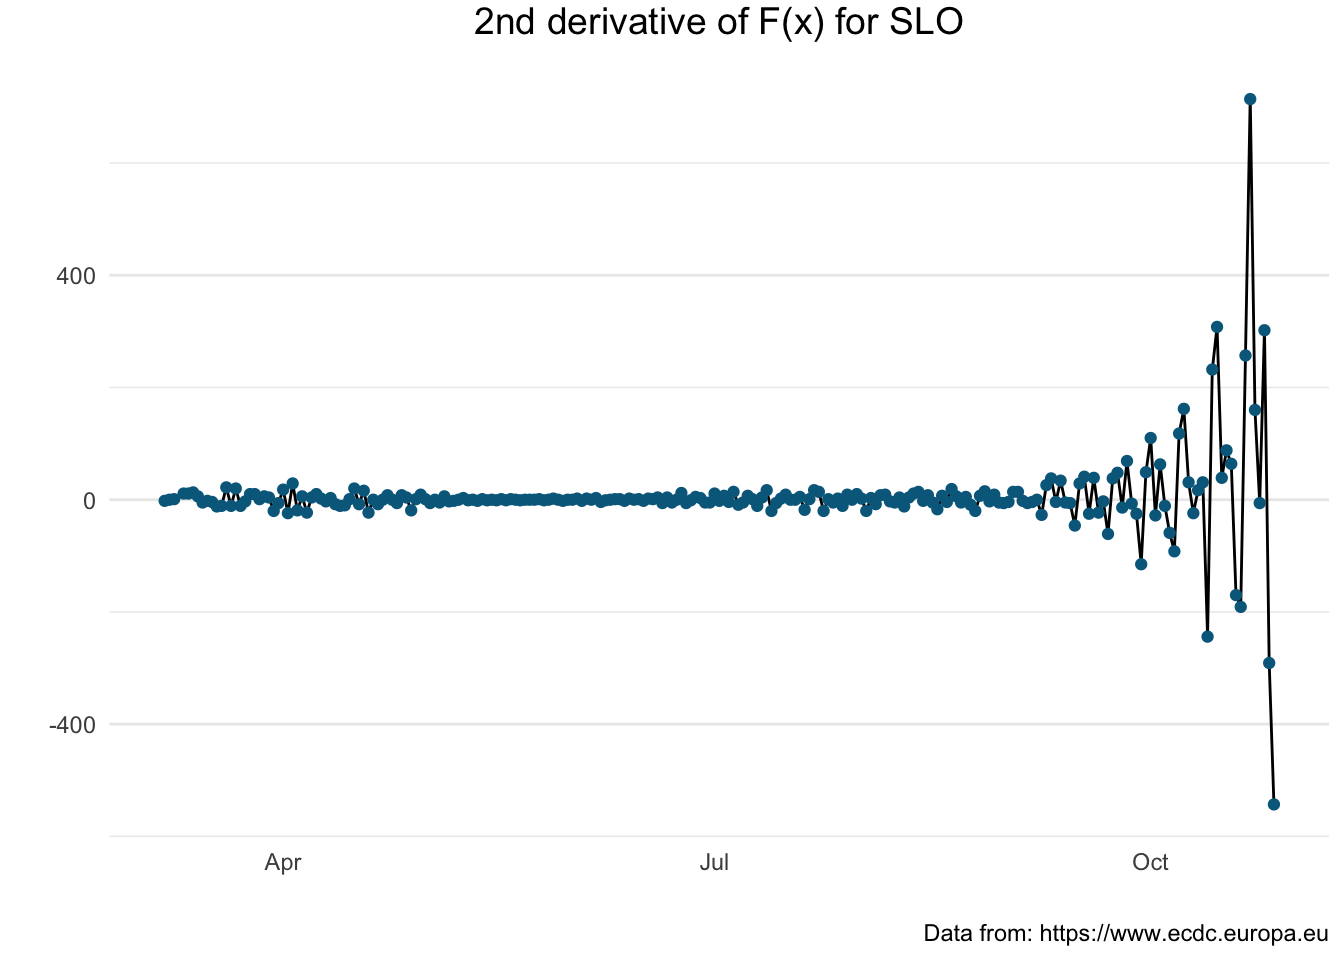 2nd derivative of F(x) for SLO
400
0
-400
Apr
Jul
Oct
Data from: https://www.ecdc.europa.eu